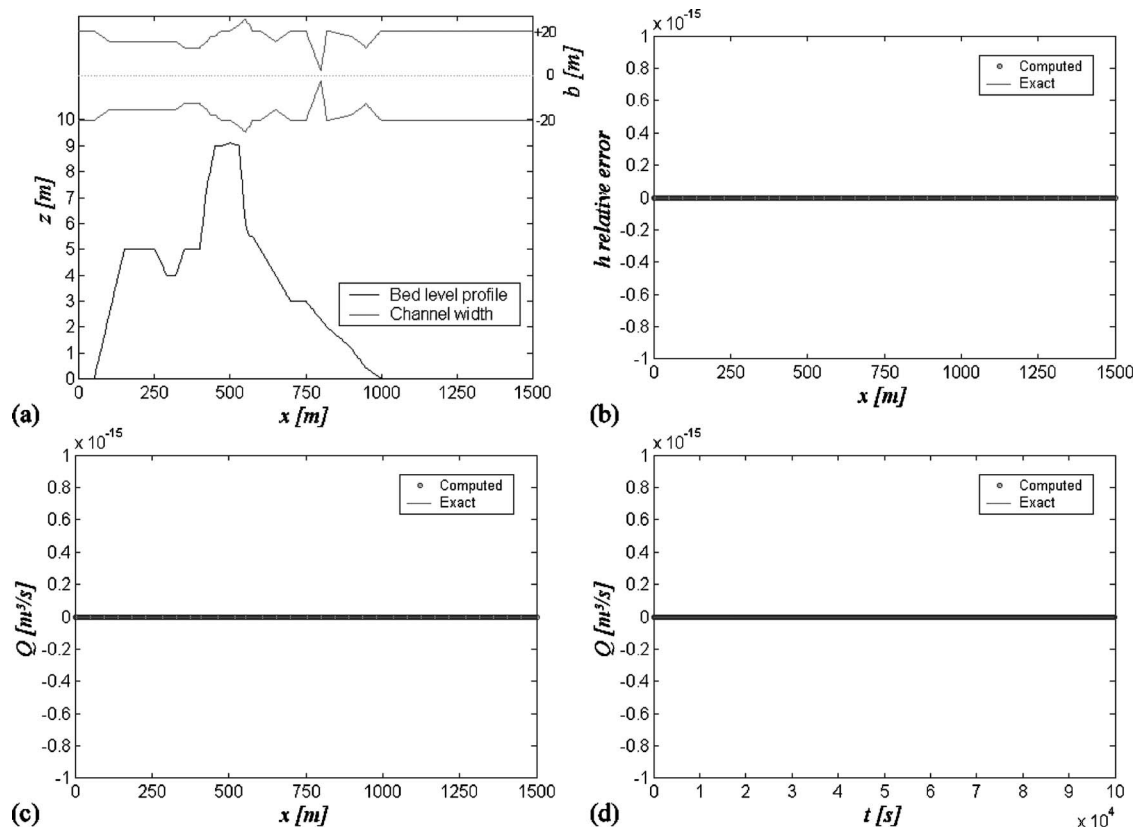 +20
0
-20
b [m]
10
9
8
7
6
5
4
3
2
1
0
z [m]
Bed level profile
Channel width
0 250 500 750 1000 1250 1500
(a) x [m]
x 10⁻¹⁵
1
0.8
0.6
0.4
0.2
0
-0.2
-0.4
-0.6
-0.8
-1
h relative error
Computed
Exact
0 250 500 750 1000 1250 1500
(b) x [m]
x 10⁻¹⁵
1
0.8
0.6
0.4
0.2
0
-0.2
-0.4
-0.6
-0.8
-1
Q [m³/s]
Computed
Exact
0 250 500 750 1000 1250 1500
(c) x [m]
x 10⁻¹⁵
1
0.8
0.6
0.4
0.2
0
-0.2
-0.4
-0.6
-0.8
-1
Q [m³/s]
Computed
Exact
0 1 2 3 4 5 6 7 8 9 10
(d) t [s] x 10⁴